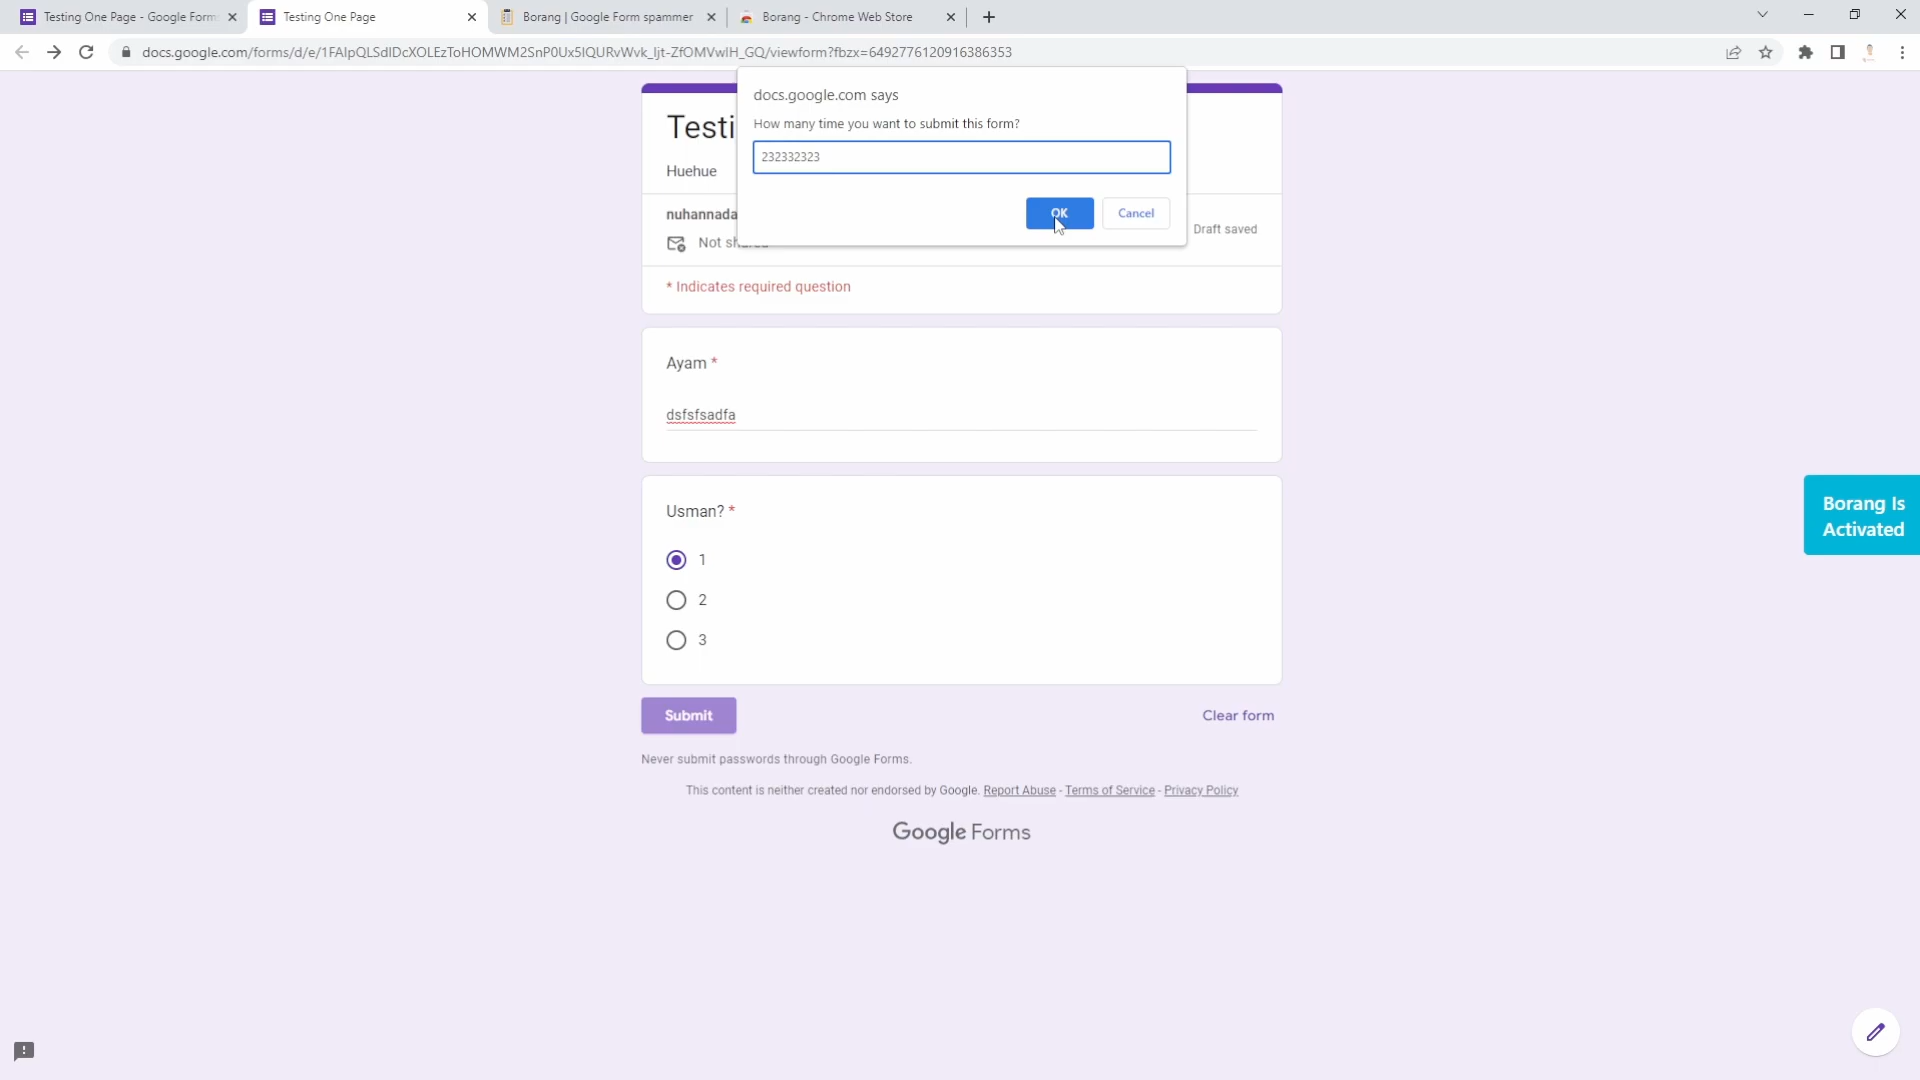 Testing One Page - Google Form
Testing One Page
Borang | Google Form spammer
Borang - Chrome Web Store
docs.google.com/forms/d/e/1FAIpQLSdIDcXOLEzToHOMWM2SnP0Ux5IQURvWvk_ljt-ZfOMVwIH_GQ/viewform?fbzx=6492776120916386353
docs.google.com says
How many time you want to submit this form?
232332323
OK
Cancel
Testi
Huehue
nuhannada
Not shared
Draft saved
* Indicates required question
Ayam *
dsfsfsadfa
Usman? *
1
2
3
Borang Is
Activated
Submit
Clear form
Never submit passwords through Google Forms.
This content is neither created nor endorsed by Google. Report Abuse - Terms of Service - Privacy Policy
Google Forms